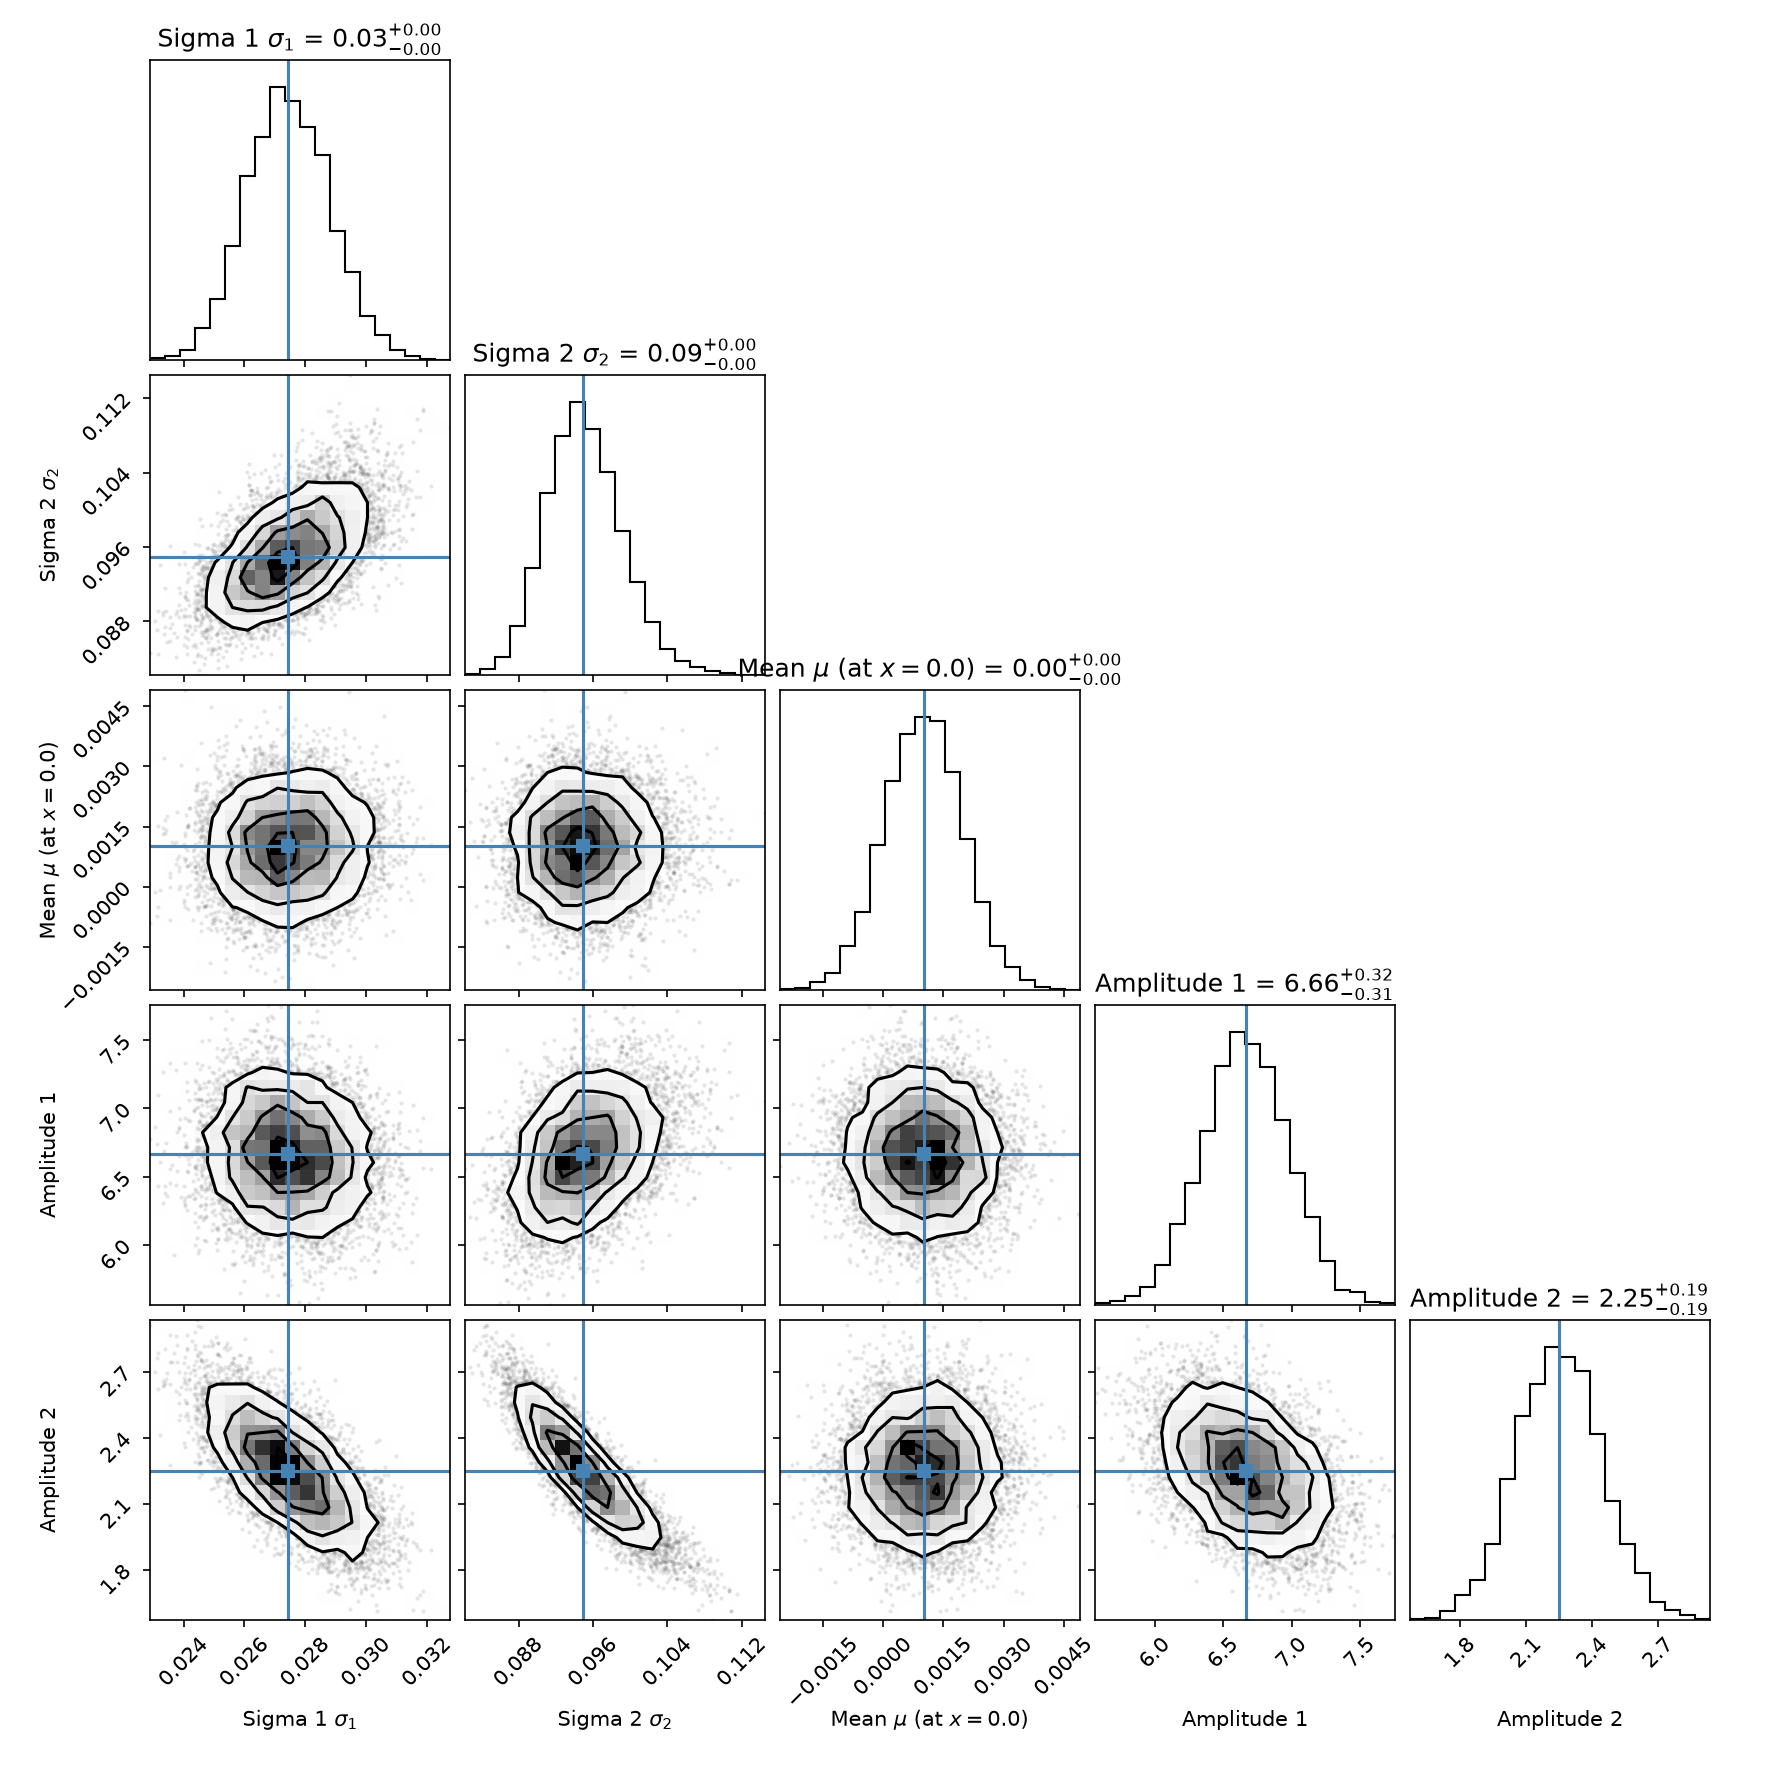 Sigma 1 σ₁ = 0.03 +0.00 −0.00
Sigma 2 σ₂ = 0.09 +0.00 −0.00
0.112
0.104
0.096
0.088
Sigma 2 σ₂
Mean μ (at x = 0.0) = 0.00 +0.00 −0.00
0.0045
0.0030
0.0015
0.0000
−0.0015
Mean μ (at x = 0.0)
Amplitude 1 = 6.66 +0.32 −0.31
7.5
7.0
6.5
6.0
Amplitude 1
Amplitude 2 = 2.25 +0.19 −0.19
2.7
2.4
2.1
1.8
Amplitude 2
0.024 0.026 0.028 0.030 0.032 0.088 0.096 0.104 0.112 −0.0015 0.0000 0.0015 0.0030 0.0045 6.0 6.5 7.0 7.5 1.8 2.1 2.4 2.7
Sigma 1 σ₁ Sigma 2 σ₂ Mean μ (at x = 0.0) Amplitude 1 Amplitude 2